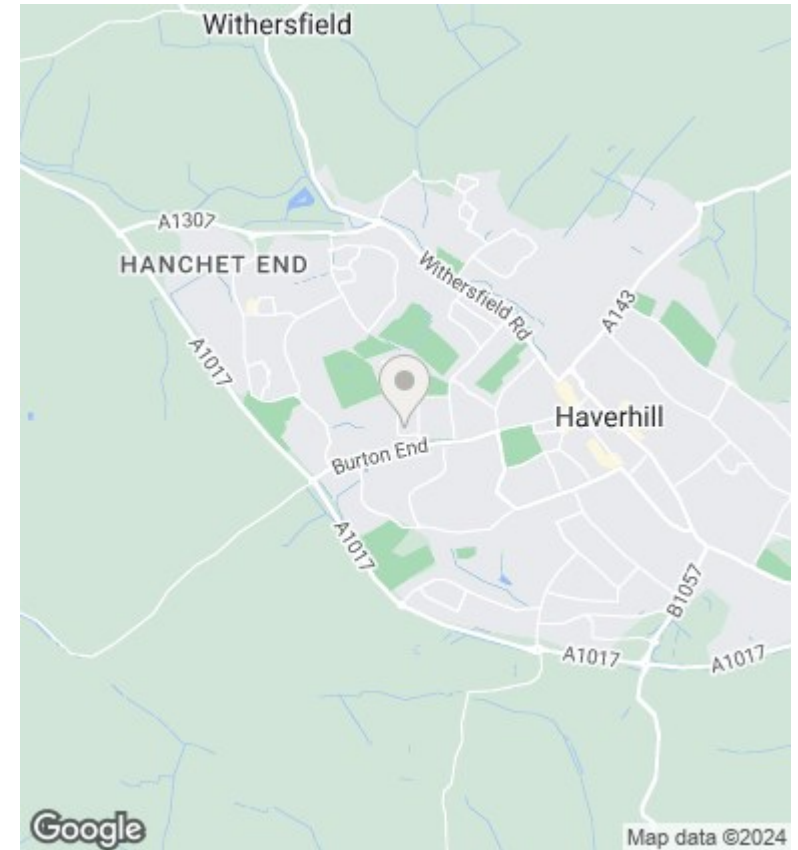 Withersfield
A1307
HANCHET END
Withersfield Rd
A143
A1017
Haverhill
Burton End
A1017
B1057
A1017
A1017
Google
Map data ©2024